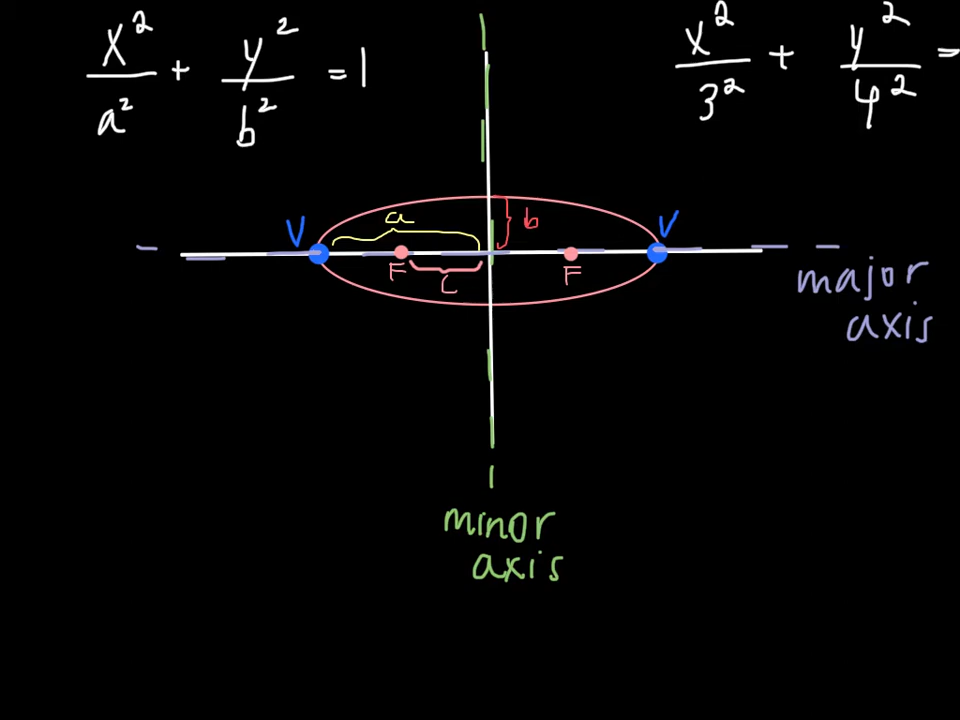 x²/a² + y²/b² = 1
x²/3² + y²/4² =
a
b
V
V
F
c
F
major
axis
minor
axis